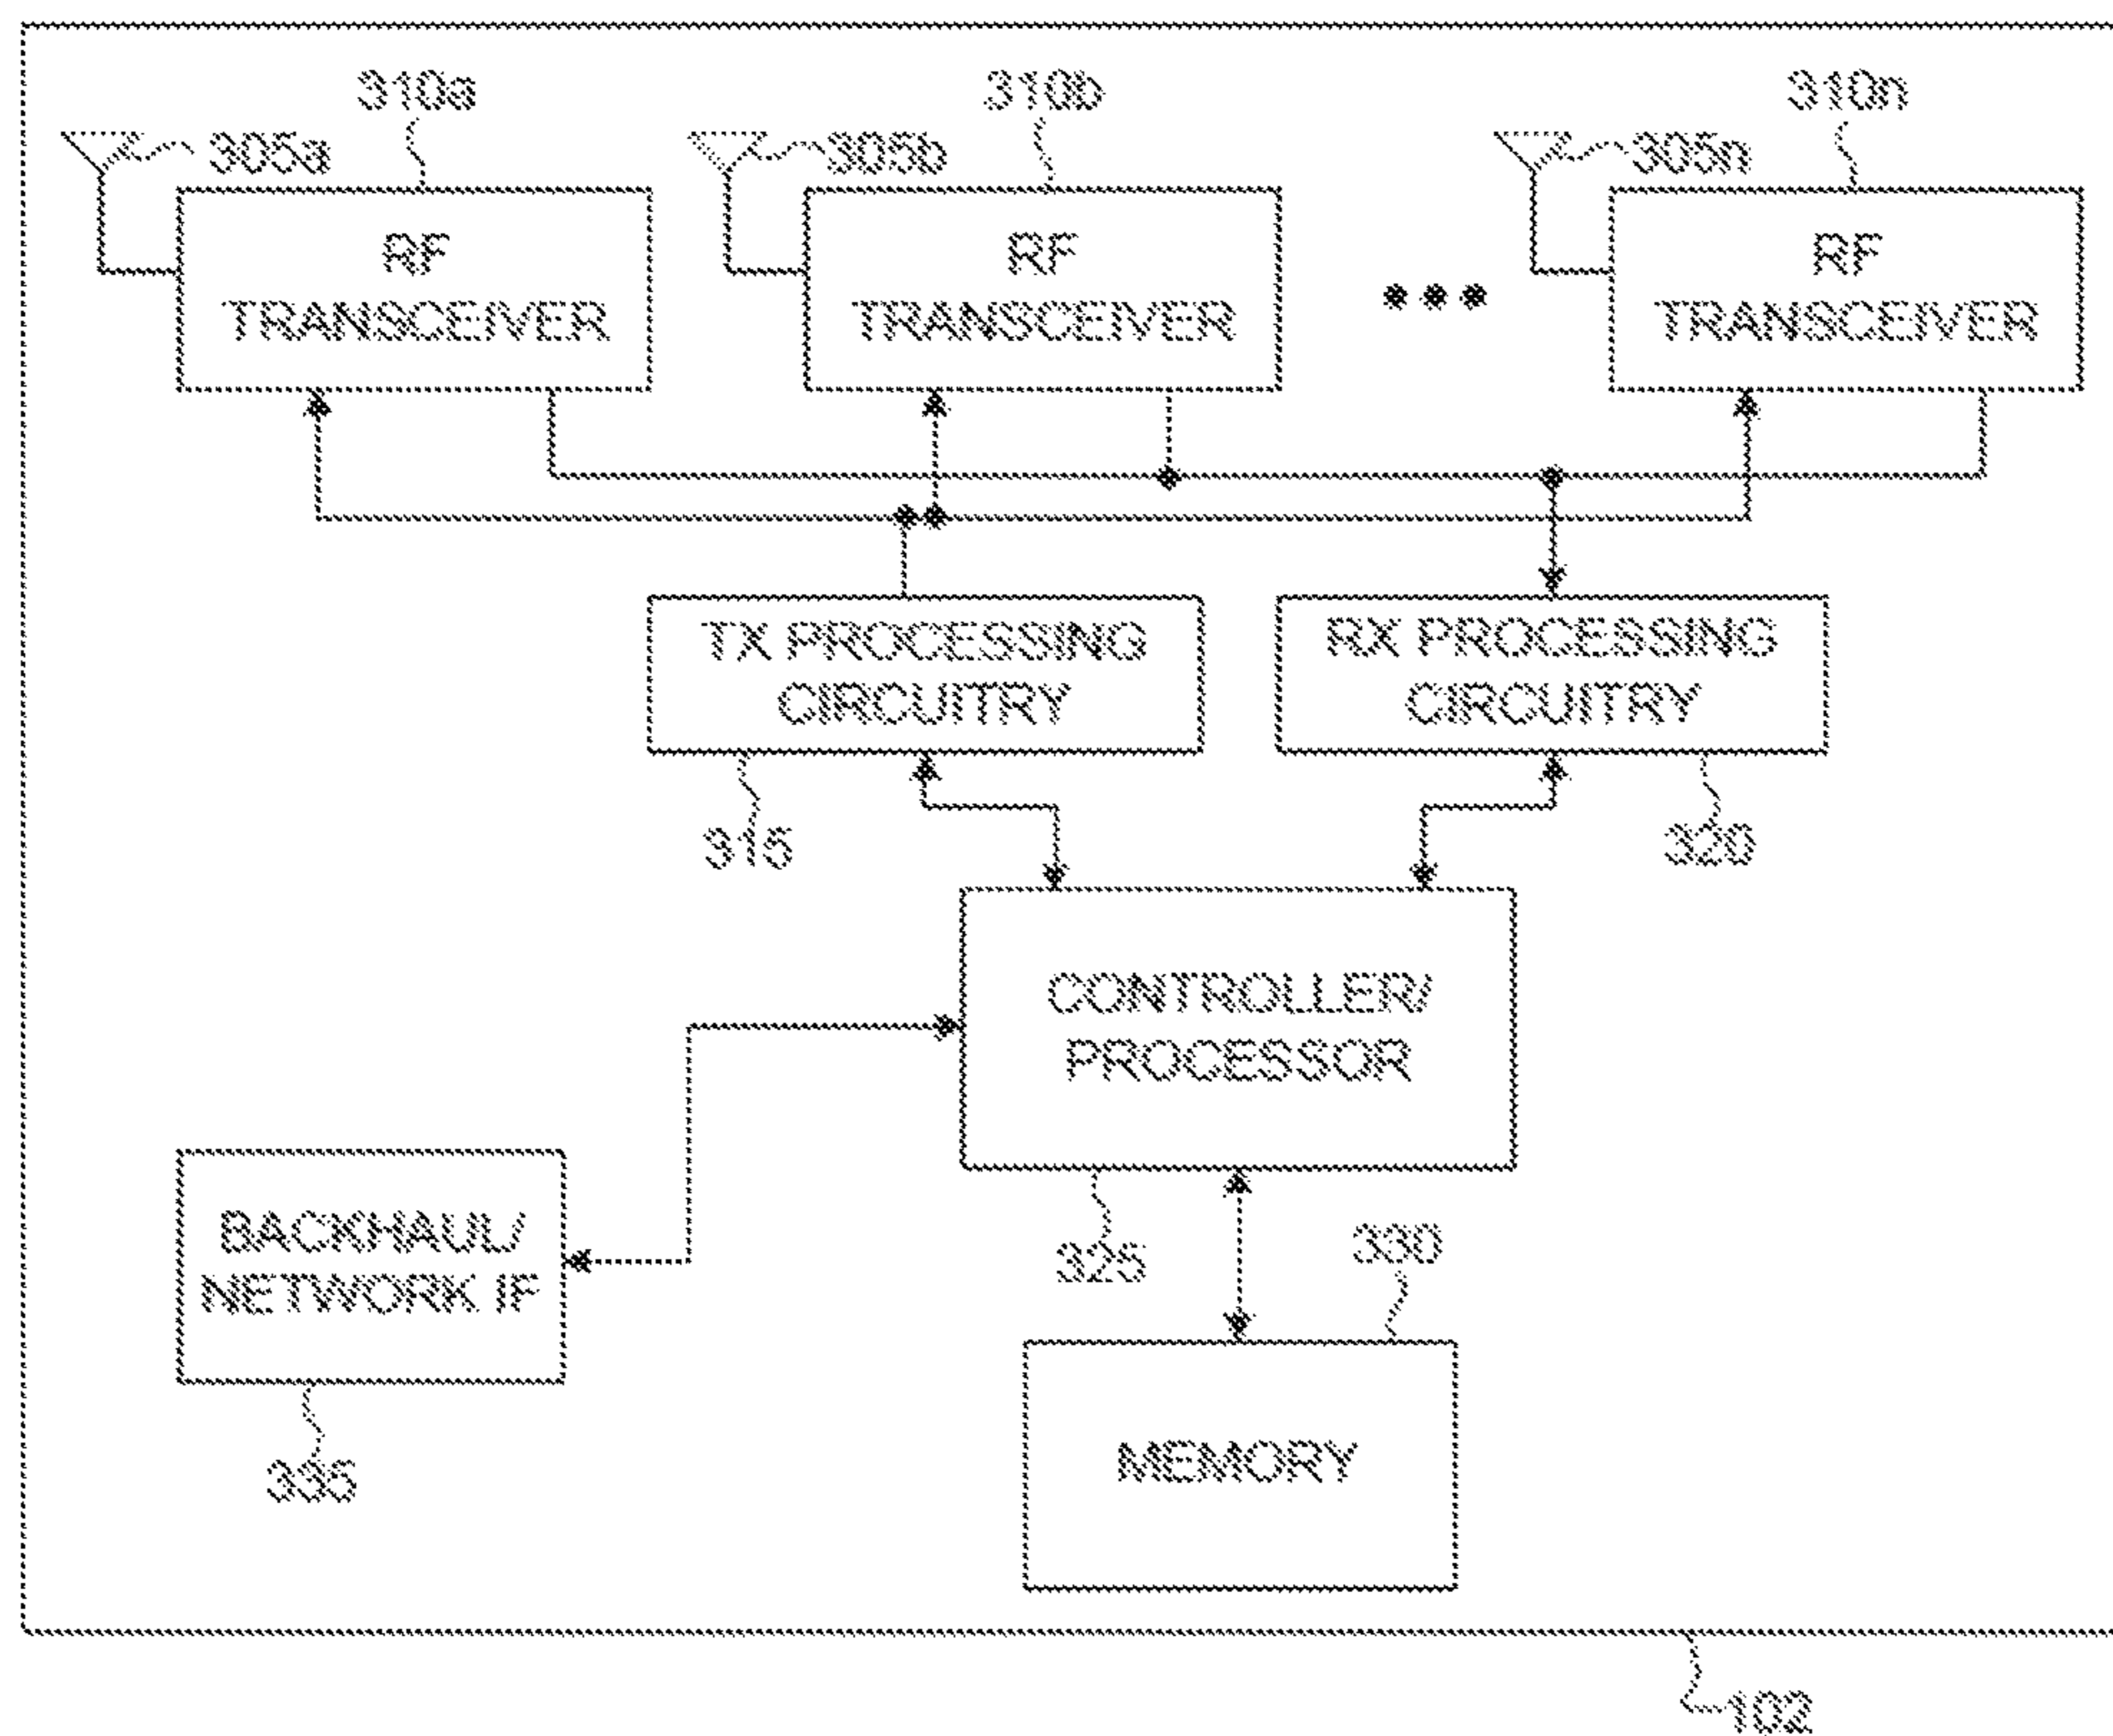 310a
310b
310n
305a
305b
305n
RF
TRANSCEIVER
RF
TRANSCEIVER
RF
TRANSCEIVER
TX PROCESSING
CIRCUITRY
RX PROCESSING
CIRCUITRY
315
320
CONTROLLER/
PROCESSOR
BACKHAUL/
NETWORK IF
325
330
335
MEMORY
102